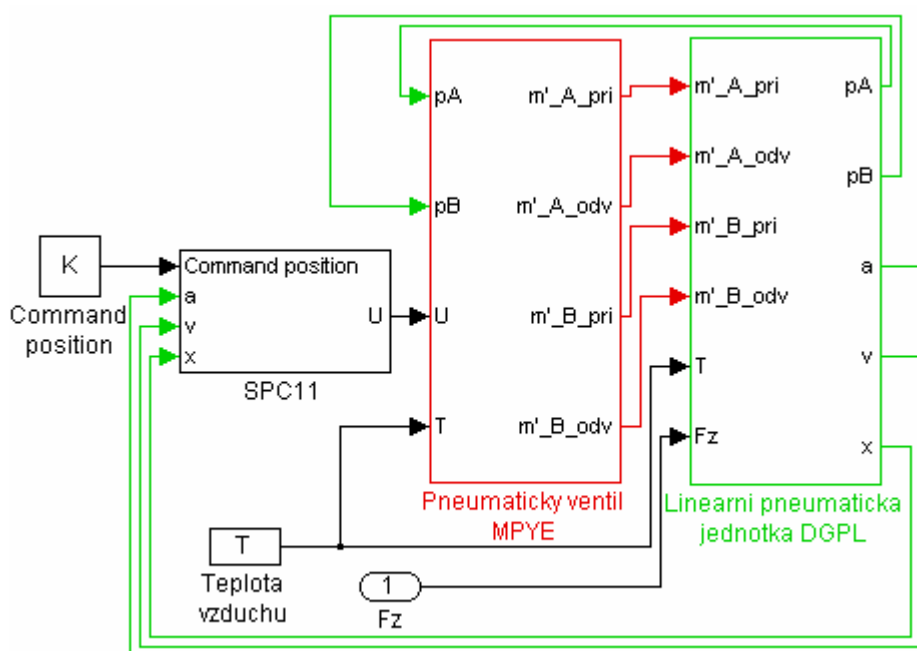 K
Command
position
Command position
a
v
x
U
SPC11
pA
pB
U
T
m'_A_pri
m'_A_odv
m'_B_pri
m'_B_odv
Pneumaticky ventil
MPYE
m'_A_pri
m'_A_odv
m'_B_pri
m'_B_odv
T
Fz
pA
pB
a
v
x
Linearni pneumaticka
jednotka DGPL
T
Teplota
vzduchu
1
Fz